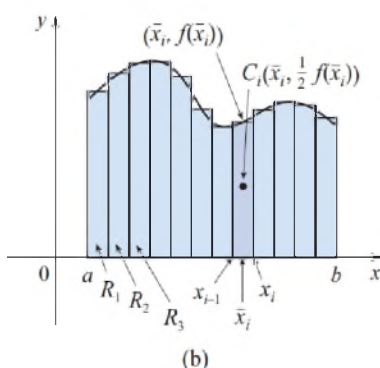 y
(x̄ᵢ, f(x̄ᵢ))
Cᵢ(x̄ᵢ, ½ f(x̄ᵢ))
0 a R₁ R₂ R₃ xᵢ₋₁ x̄ᵢ xᵢ b x
(b)